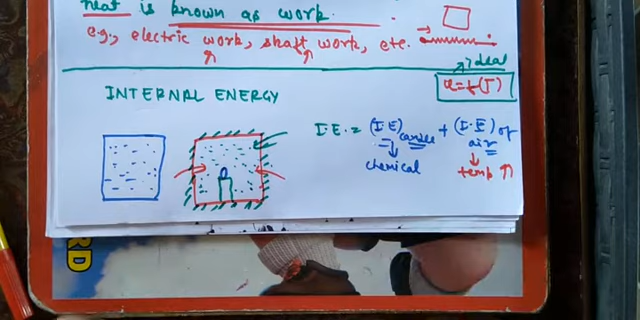 heat is known as work.
e.g., electric work, shaft work, etc.
ideal
u=f(T)
INTERNAL ENERGY
I.E. = (I.E) candle + (I.E) of air
chemical
temp ↑
RD